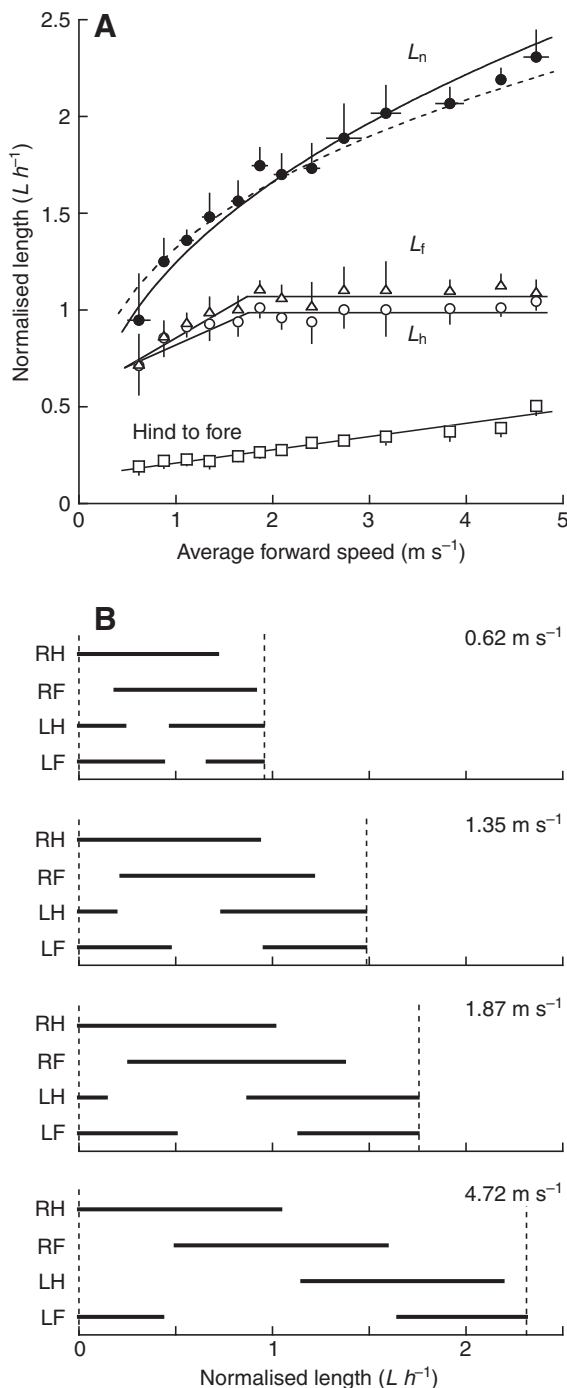 A
2.5
2
1.5
1
0.5
0
Normalised length (L h⁻¹)
Lₙ
L_f
L_h
Hind to fore
0 1 2 3 4 5
Average forward speed (m s⁻¹)
B
0.62 m s⁻¹
RH
RF
LH
LF
1.35 m s⁻¹
RH
RF
LH
LF
1.87 m s⁻¹
RH
RF
LH
LF
4.72 m s⁻¹
RH
RF
LH
LF
0 1 2
Normalised length (L h⁻¹)